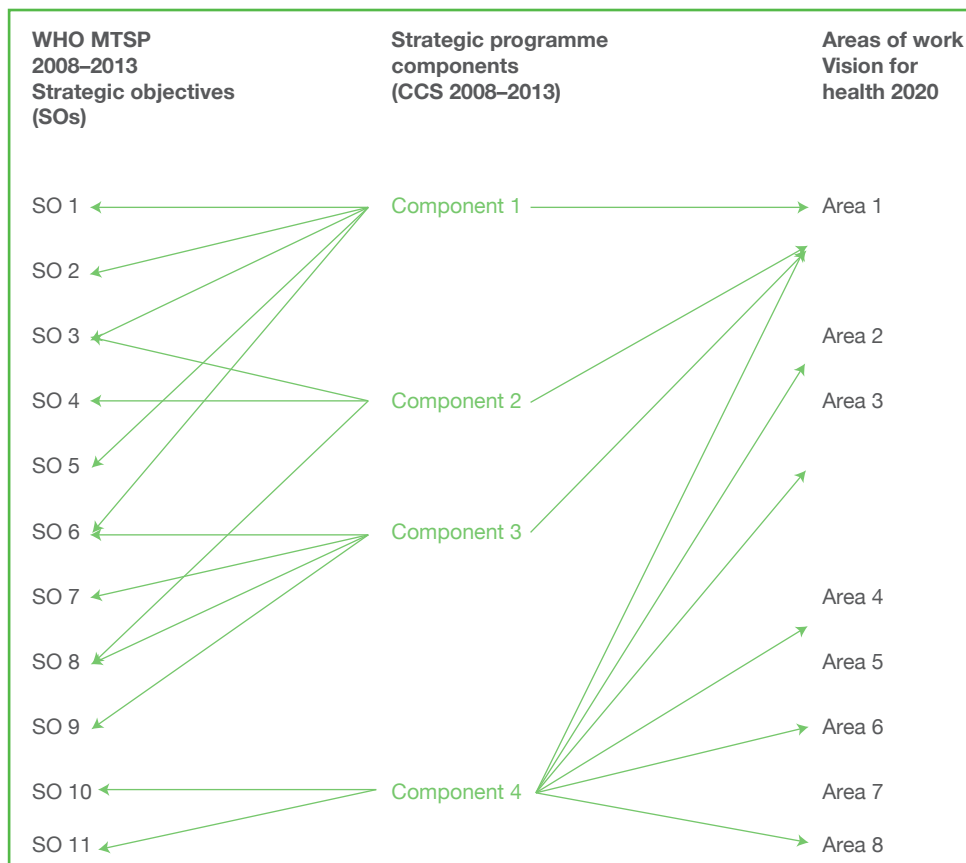 WHO MTSP
2008–2013
Strategic objectives
(SOs)
Strategic programme
components
(CCS 2008–2013)
Areas of work
Vision for
health 2020
SO 1
Component 1
Area 1
SO 2
SO 3
Area 2
SO 4
Component 2
Area 3
SO 5
SO 6
Component 3
SO 7
Area 4
SO 8
Area 5
SO 9
Area 6
SO 10
Component 4
Area 7
SO 11
Area 8